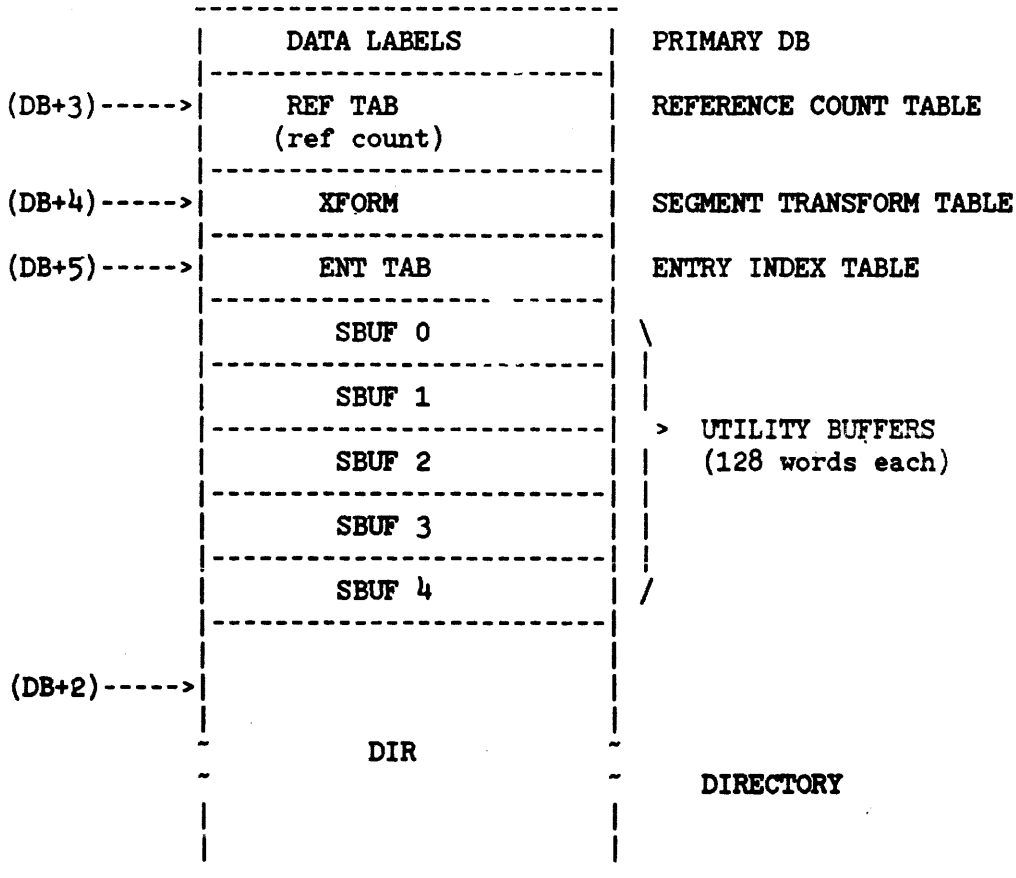 DATA LABELS PRIMARY DB
(DB+3)-----> REF TAB REFERENCE COUNT TABLE
(ref count)
(DB+4)-----> XFORM SEGMENT TRANSFORM TABLE
(DB+5)-----> ENT TAB ENTRY INDEX TABLE
SBUF 0
SBUF 1
SBUF 2
SBUF 3
SBUF 4
> UTILITY BUFFERS
(128 words each)
(DB+2)----->
DIR
DIRECTORY